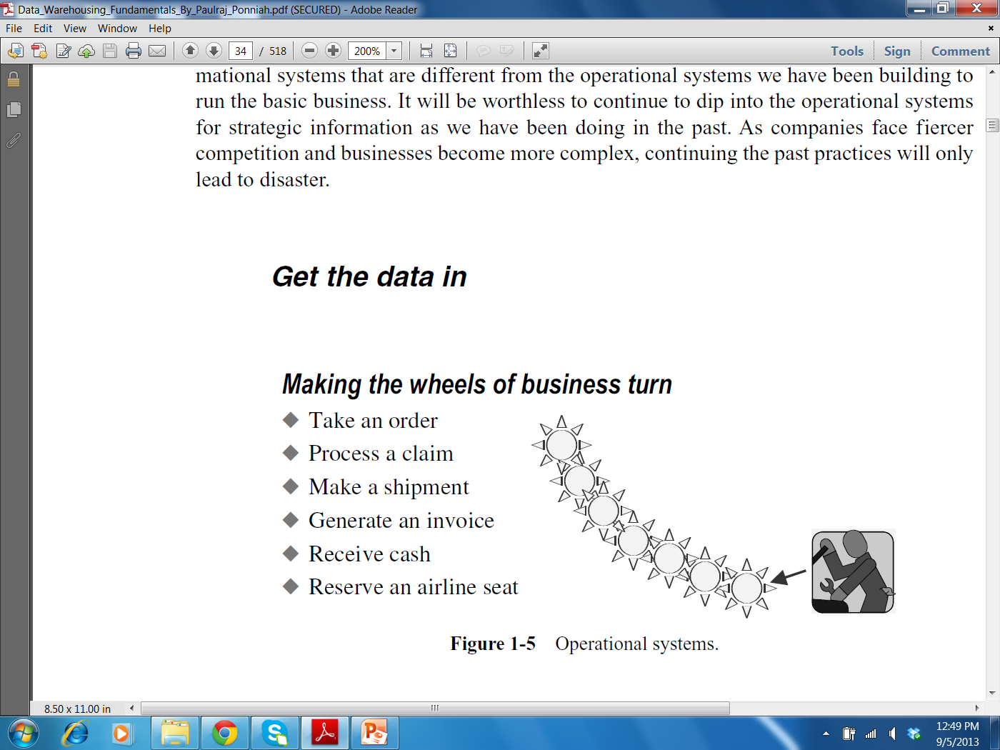 Data_Warehousing_Fundamentals_By_Paulraj_Ponniah.pdf (SECURED) - Adobe Reader
File Edit View Window Help
34 / 518 200% Tools Sign Comment
mational systems that are different from the operational systems we have been building to
run the basic business. It will be worthless to continue to dip into the operational systems
for strategic information as we have been doing in the past. As companies face fiercer
competition and businesses become more complex, continuing the past practices will only
lead to disaster.
Get the data in
Making the wheels of business turn
Take an order
Process a claim
Make a shipment
Generate an invoice
Receive cash
Reserve an airline seat
Figure 1-5 Operational systems.
8.50 x 11.00 in
12:49 PM
9/5/2013